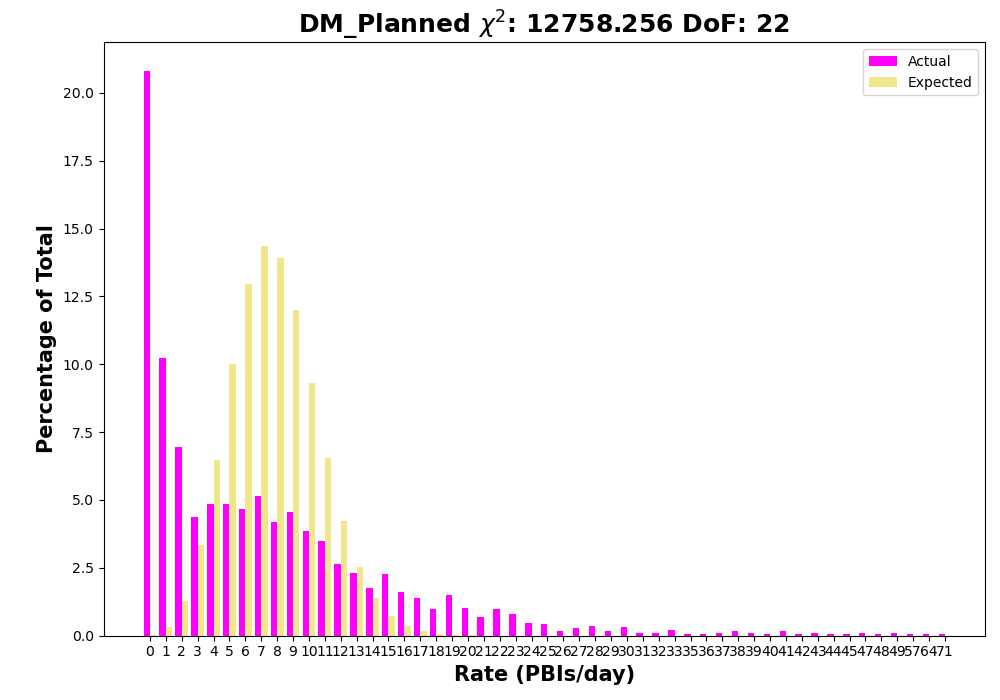 DM_Planned χ²: 12758.256 DoF: 22
Actual
Expected
20.0
17.5
15.0
12.5
10.0
7.5
5.0
2.5
0.0
Percentage of Total
0 1 2 3 4 5 6 7 8 9 10 11 12 13 14 15 16 17 18 19 20 21 22 23 24 25 26 27 28 29 30 31 32 33 35 36 37 38 39 40 41 42 43 44 45 47 48 49 57 64 71
Rate (PBIs/day)